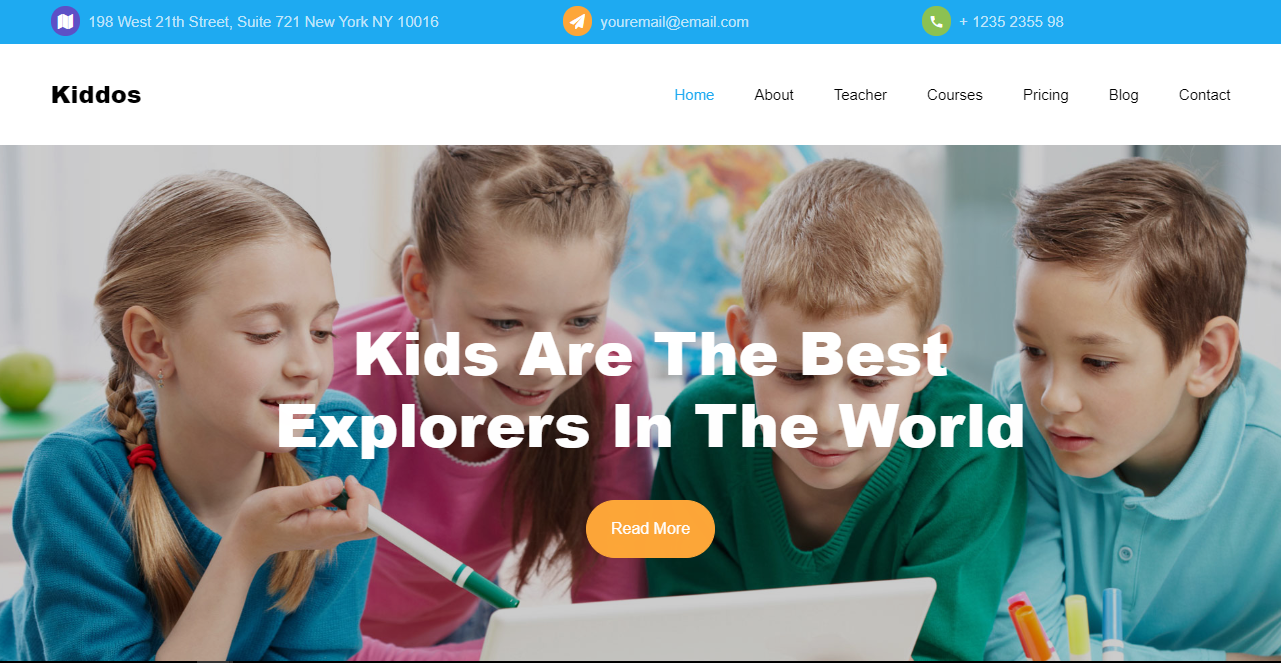 198 West 21th Street, Suite 721 New York NY 10016
youremail@email.com
+ 1235 2355 98
Kiddos
Home
About
Teacher
Courses
Pricing
Blog
Contact
Kids Are The Best
Explorers In The World
Read More